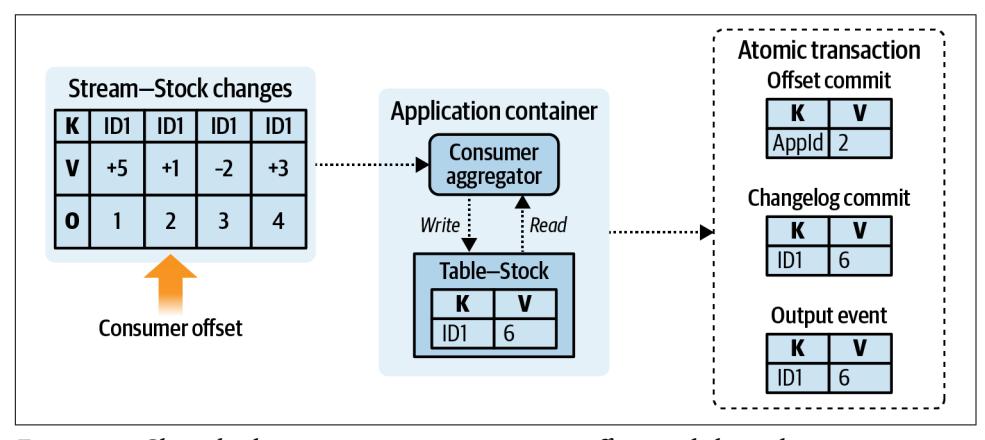 Stream—Stock changes
K ID1 ID1 ID1 ID1
V +5 +1 -2 +3
O 1 2 3 4
Consumer offset
Application container
Consumer
aggregator
Write
Read
Table—Stock
K V
ID1 6
Atomic transaction
Offset commit
K V
AppId 2
Changelog commit
K V
ID1 6
Output event
K V
ID1 6